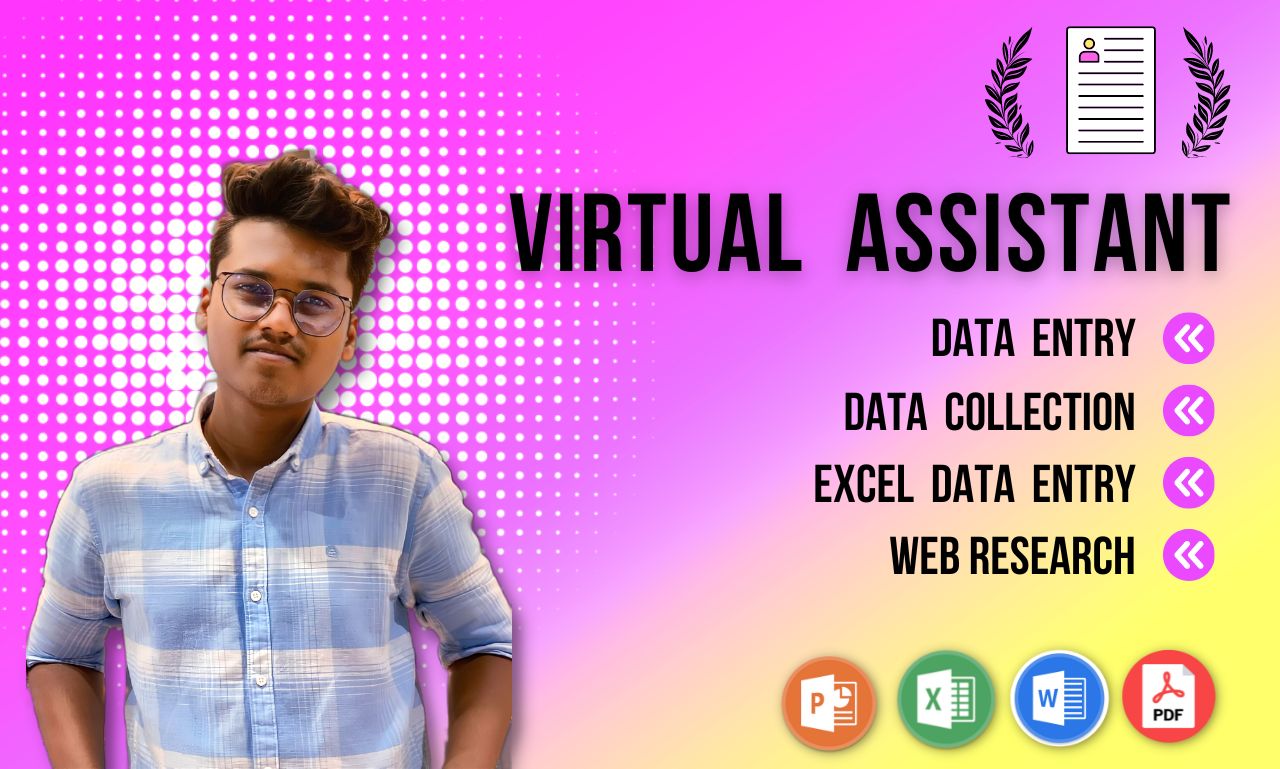 VIRTUAL ASSISTANT
DATA ENTRY
DATA COLLECTION
EXCEL DATA ENTRY
WEB RESEARCH
P
X
W
PDF